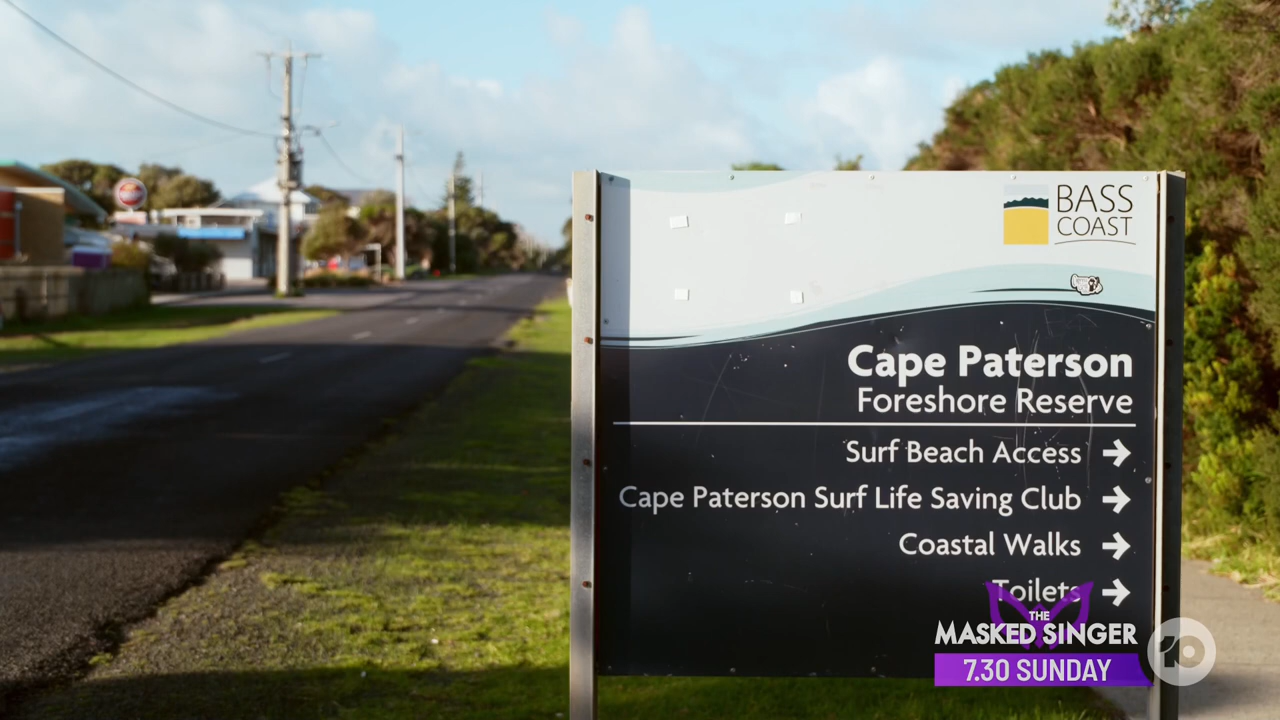 BASS
COAST
Cape Paterson
Foreshore Reserve
Surf Beach Access
Cape Paterson Surf Life Saving Club
Coastal Walks
Toilets
THE
MASKED SINGER
7.30 SUNDAY
10